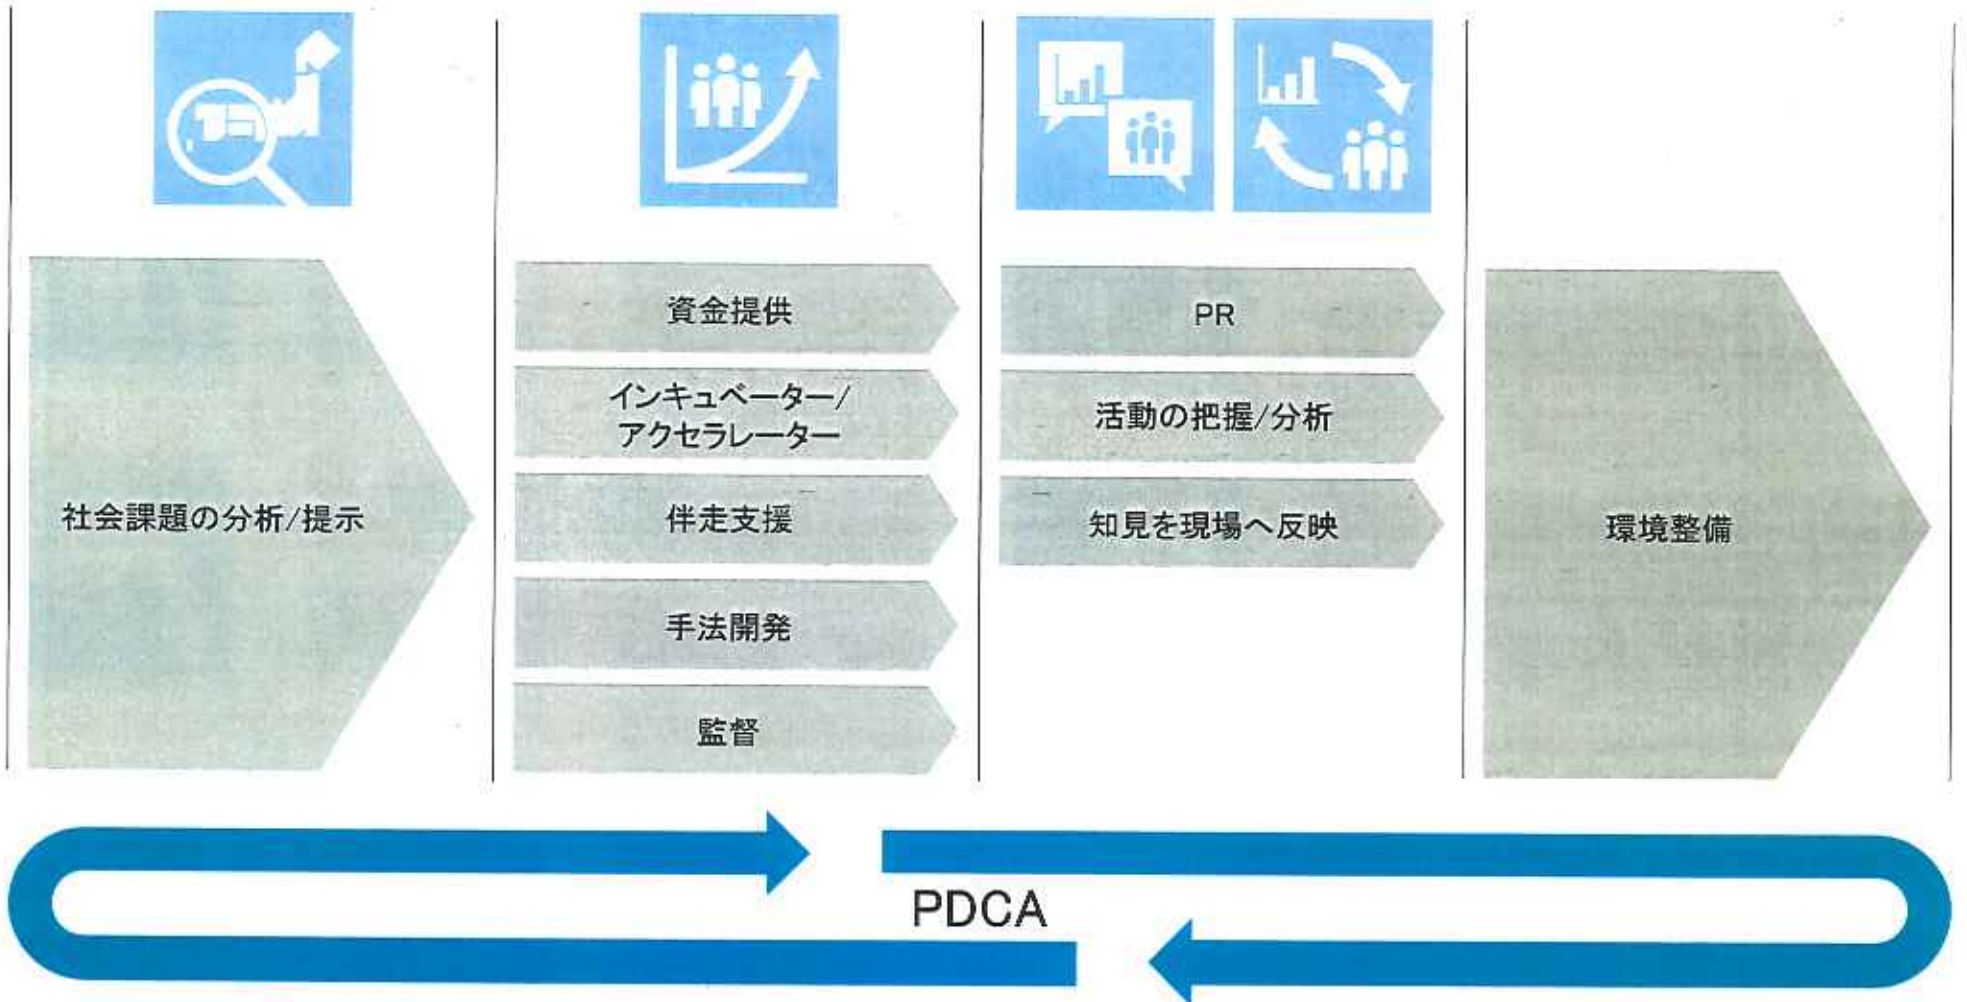 社会課題の分析/提示
資金提供
インキュベーター/
アクセラレーター
伴走支援
手法開発
監督
PR
活動の把握/分析
知見を現場へ反映
環境整備
PDCA